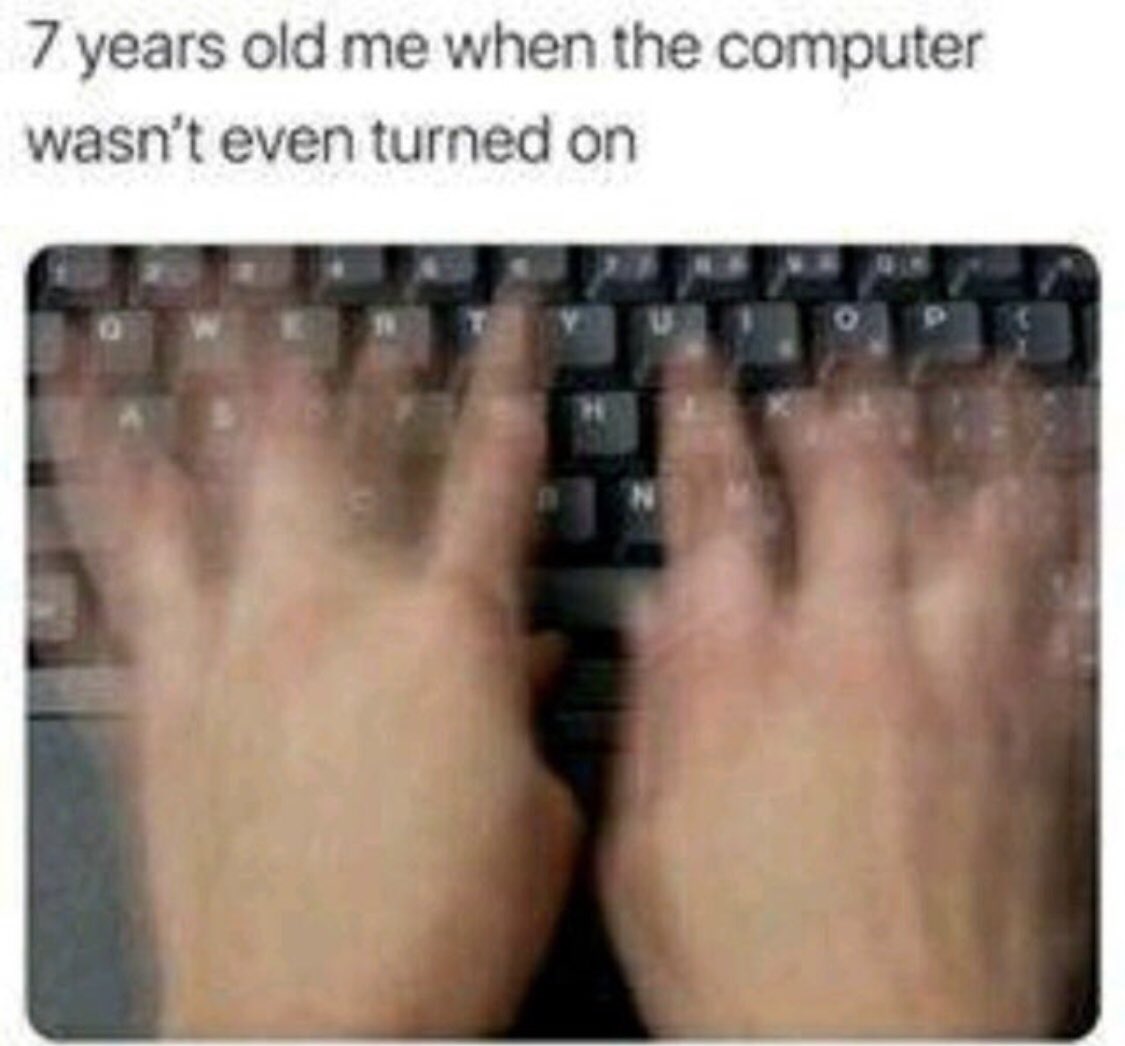 7 years old me when the computer
wasn't even turned on
Q W E R T Y U I O P
A S H J K L
N M